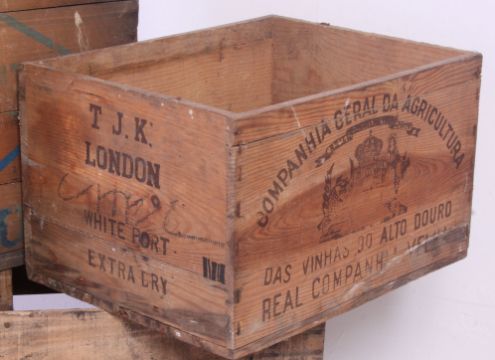 T J.K.
LONDON
WHITE PORT
EXTRA DRY
COMPANHIA GERAL DA AGRICULTURA
DAS VINHAS DO ALTO DOURO
REAL COMPANHIA VELHA